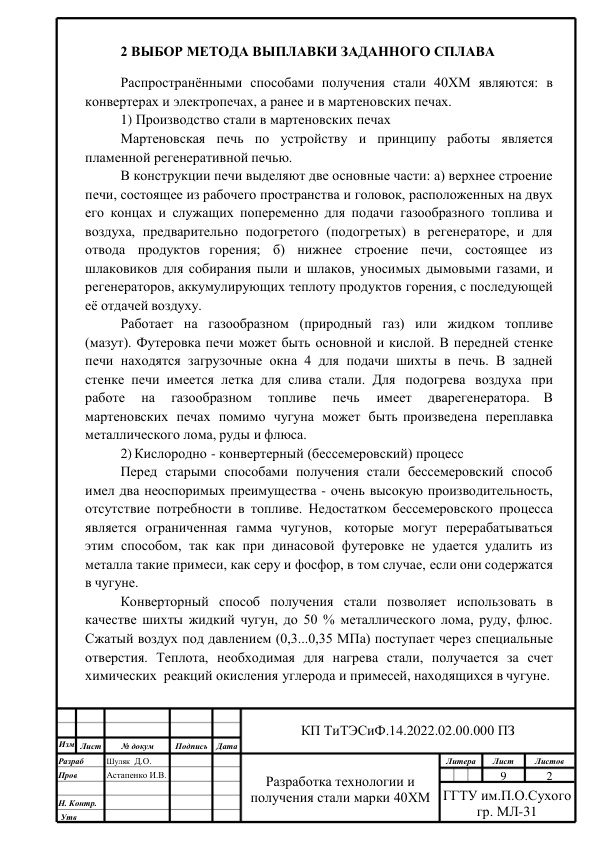 2 ВЫБОР МЕТОДА ВЫПЛАВКИ ЗАДАННОГО СПЛАВА
Распространёнными способами получения стали 40ХМ являются: в
конвертерах и электропечах, а ранее и в мартеновских печах.
1) Производство стали в мартеновских печах
Мартеновская печь по устройству и принципу работы является
пламенной регенеративной печью.
В конструкции печи выделяют две основные части: а) верхнее строение
печи, состоящее из рабочего пространства и головок, расположенных на двух
его концах и служащих попеременно для подачи газообразного топлива и
воздуха, предварительно подогретого (подогретых) в регенераторе, и для
отвода продуктов горения; б) нижнее строение печи, состоящее из
шлаковиков для собирания пыли и шлаков, уносимых дымовыми газами, и
регенераторов, аккумулирующих теплоту продуктов горения, с последующей
её отдачей воздуху.
Работает на газообразном (природный газ) или жидком топливе
(мазут). Футеровка печи может быть основной и кислой. В передней стенке
печи находятся загрузочные окна 4 для подачи шихты в печь. В задней
стенке печи имеется летка для слива стали. Для подогрева воздуха при
работе на газообразном топливе печь имеет дварегенератора. В
мартеновских печах помимо чугуна может быть произведена переплавка
металлического лома, руды и флюса.
2) Кислородно - конвертерный (бессемеровский) процесс
Перед старыми способами получения стали бессемеровский способ
имел два неоспоримых преимущества - очень высокую производительность,
отсутствие потребности в топливе. Недостатком бессемеровского процесса
является ограниченная гамма чугунов, которые могут перерабатываться
этим способом, так как при динасовой футеровке не удается удалить из
металла такие примеси, как серу и фосфор, в том случае, если они содержатся
в чугуне.
Конверторный способ получения стали позволяет использовать в
качестве шихты жидкий чугун, до 50 % металлического лома, руду, флюс.
Сжатый воздух под давлением (0,3...0,35 МПа) поступает через специальные
отверстия. Теплота, необходимая для нагрева стали, получается за счет
химических реакций окисления углерода и примесей, находящихся в чугуне.
КП ТиТЭСиФ.14.2022.02.00.000 ПЗ
Изм Лист № докум Подпись Дата
Разраб Шуляк Д.О.
Пров Астапенко И.В.
Н. Контр.
Утв
Разработка технологии и
получения стали марки 40ХМ
Литера Лист Листов
9 2
ГГТУ им.П.О.Сухого
гр. МЛ-31